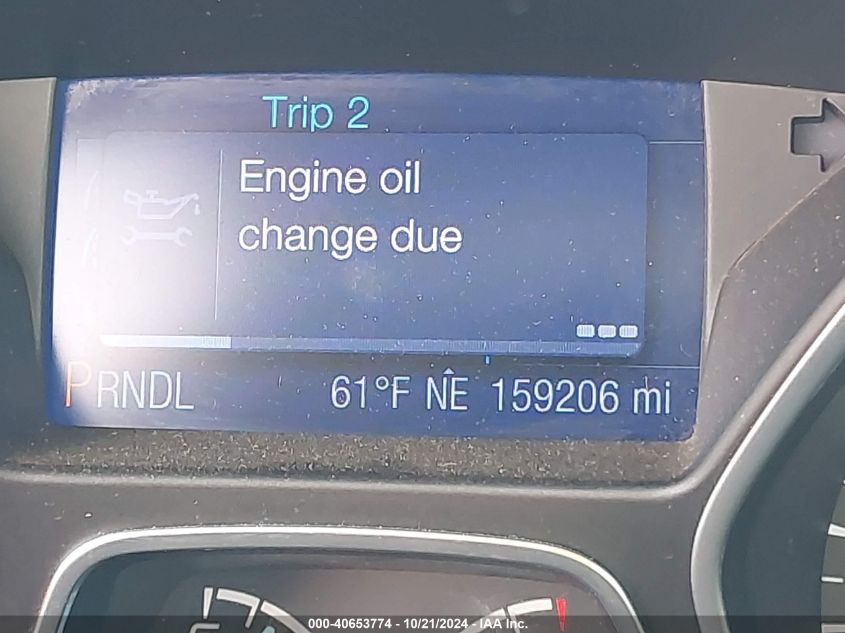 Trip 2
Engine oil
change due
PRNDL 61°F NE 159206 mi
000-40653774 - 10/21/2024 - IAA Inc.